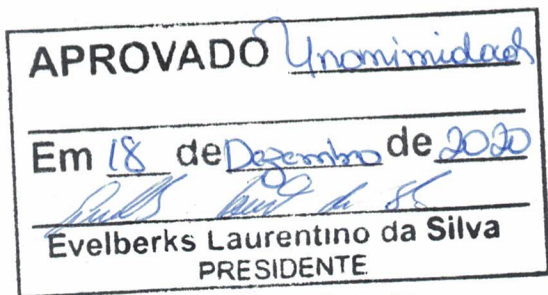 APROVADO Unanimidade
Em 18 de Dezembro de 2020
Evelberks Laurentino da Silva
PRESIDENTE